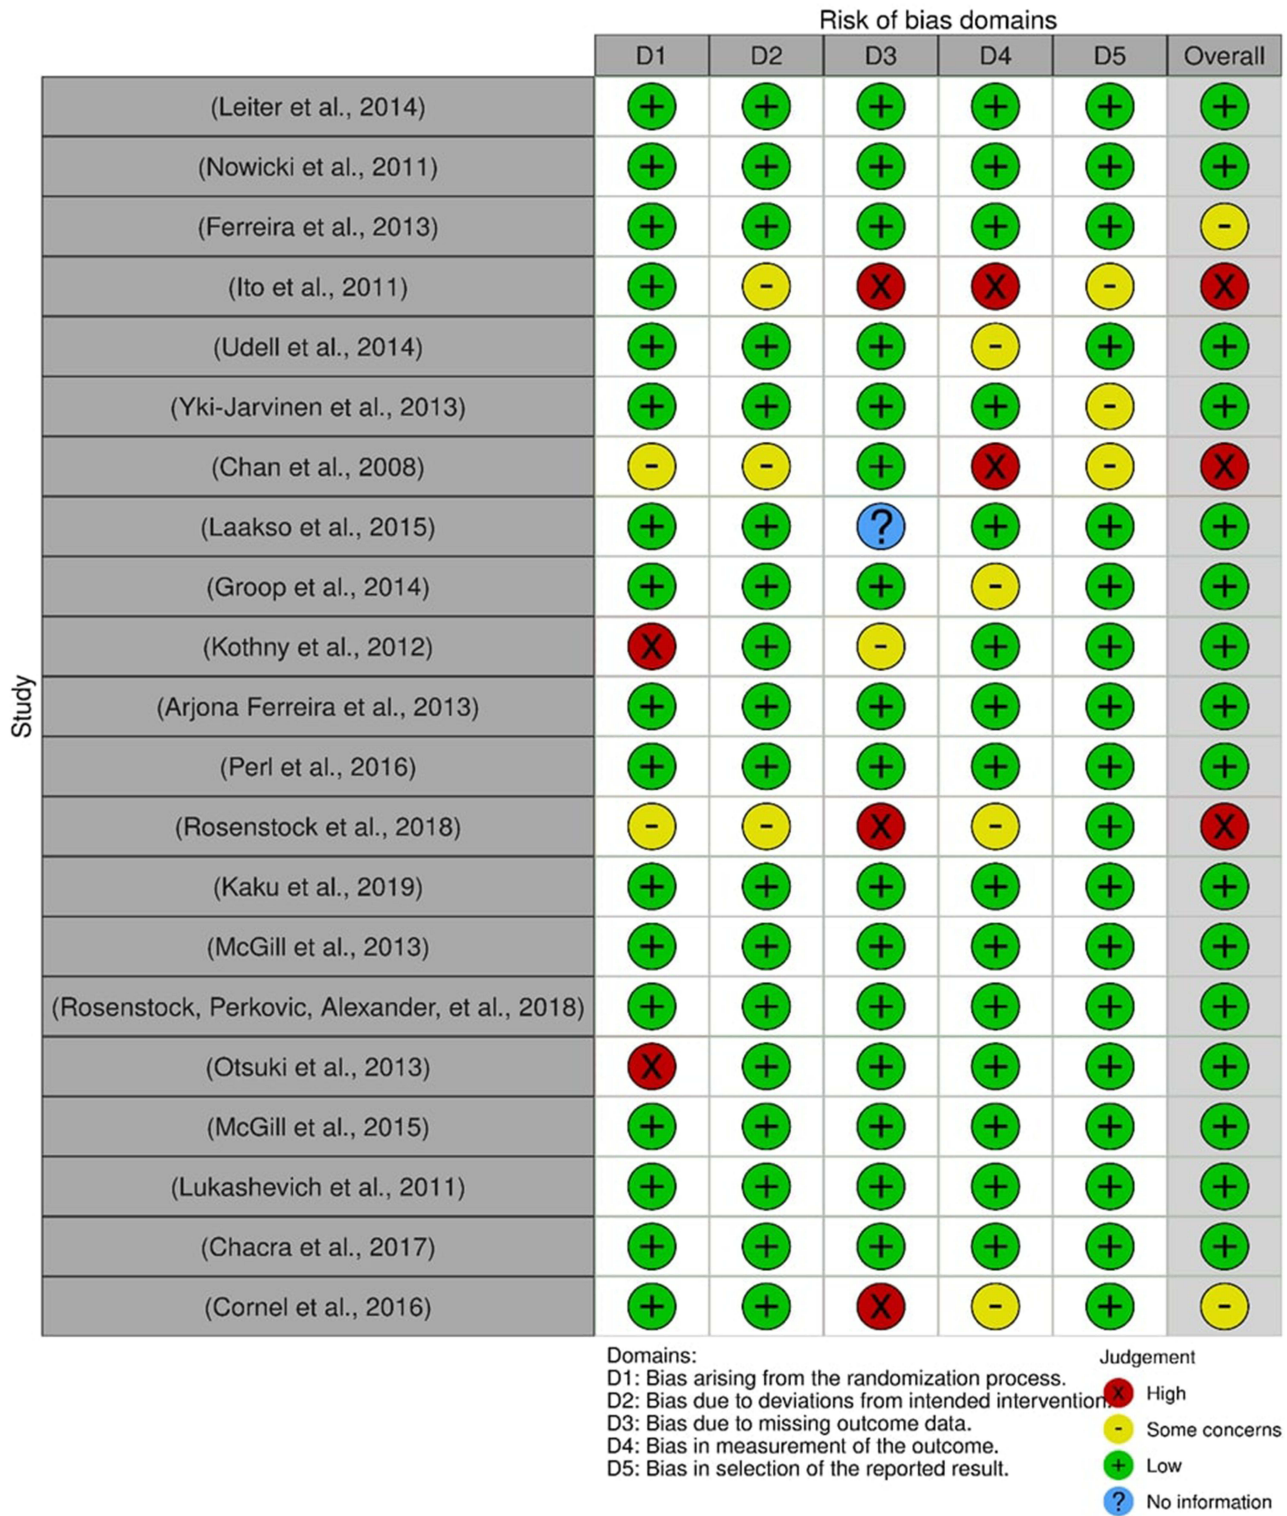 Risk of bias domains
D1 D2 D3 D4 D5 Overall
Study
(Leiter et al., 2014) + + + + + +
(Nowicki et al., 2011) + + + + + +
(Ferreira et al., 2013) + + + + + -
(Ito et al., 2011) + - X X - X
(Udell et al., 2014) + + + - + +
(Yki-Jarvinen et al., 2013) + + + + - +
(Chan et al., 2008) - - + X - X
(Laakso et al., 2015) + + ? + + +
(Groop et al., 2014) + + + - + +
(Kothny et al., 2012) X + - + + +
(Arjona Ferreira et al., 2013) + + + + + +
(Perl et al., 2016) + + + + + +
(Rosenstock et al., 2018) - - X - + X
(Kaku et al., 2019) + + + + + +
(McGill et al., 2013) + + + + + +
(Rosenstock, Perkovic, Alexander, et al., 2018) + + + + + +
(Otsuki et al., 2013) X + + + + +
(McGill et al., 2015) + + + + + +
(Lukashevich et al., 2011) + + + + + +
(Chacra et al., 2017) + + + + + +
(Cornel et al., 2016) + + X - + -
Domains:
D1: Bias arising from the randomization process.
D2: Bias due to deviations from intended intervention.
D3: Bias due to missing outcome data.
D4: Bias in measurement of the outcome.
D5: Bias in selection of the reported result.
Judgement
X High
- Some concerns
+ Low
? No information